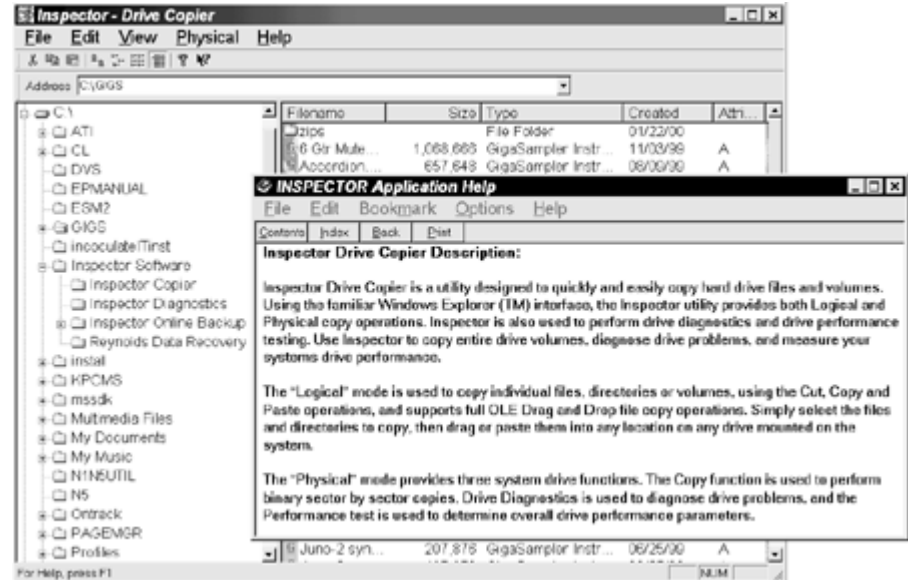 Inspector - Drive Copier
File Edit View Physical Help
Address C:\GIGS
C:\
ATI
CL
DVS
EPMANUAL
ESM2
GIGS
incoculateITinst
Inspector Software
Inspector Copier
Inspector Diagnostics
Inspector Online Backup
Reynolds Data Recovery
install
KPCMS
mssdk
Multimedia Files
My Documents
My Music
N1N5UTIL
N5
Ontrack
PAGEMGR
Profiles
Filename Size Type Created Attri...
zips File Folder 01/22/00
6 Gtr Mute... 1,068,668 GigaSampler Instr... 11/03/99 A
Accordion.... 657,648 GigaSampler Instr... 08/09/99 A
INSPECTOR Application Help
File Edit Bookmark Options Help
Contents Index Back Print
Inspector Drive Copier Description:
Inspector Drive Copier is a utility designed to quickly and easily copy hard drive files and volumes.
Using the familiar Windows Explorer (TM) interface, the Inspector utility provides both Logical and
Physical copy operations. Inspector is also used to perform drive diagnostics and drive performance
testing. Use Inspector to copy entire drive volumes, diagnose drive problems, and measure your
systems drive performance.
The "Logical" mode is used to copy individual files, directories or volumes, using the Cut, Copy and
Paste operations, and supports full OLE Drag and Drop file copy operations. Simply select the files
and directories to copy, then drag or paste them into any location on any drive mounted on the
system.
The "Physical" mode provides three system drive functions. The Copy function is used to perform
binary sector by sector copies. Drive Diagnostics is used to diagnose drive problems, and the
Performance test is used to determine overall drive performance parameters.
Juno-2 syn... 207,876 GigaSampler Instr... 06/25/99 A
For Help, press F1
NUM